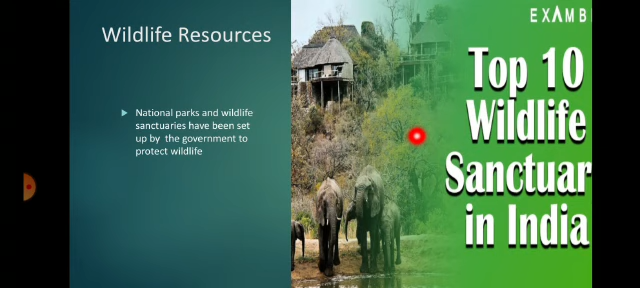 Wildlife Resources
National parks and wildlife
sanctuaries have been set
up by the government to
protect wildlife
EXAMB
Top 10
Wildlife
Sanctuar
in India